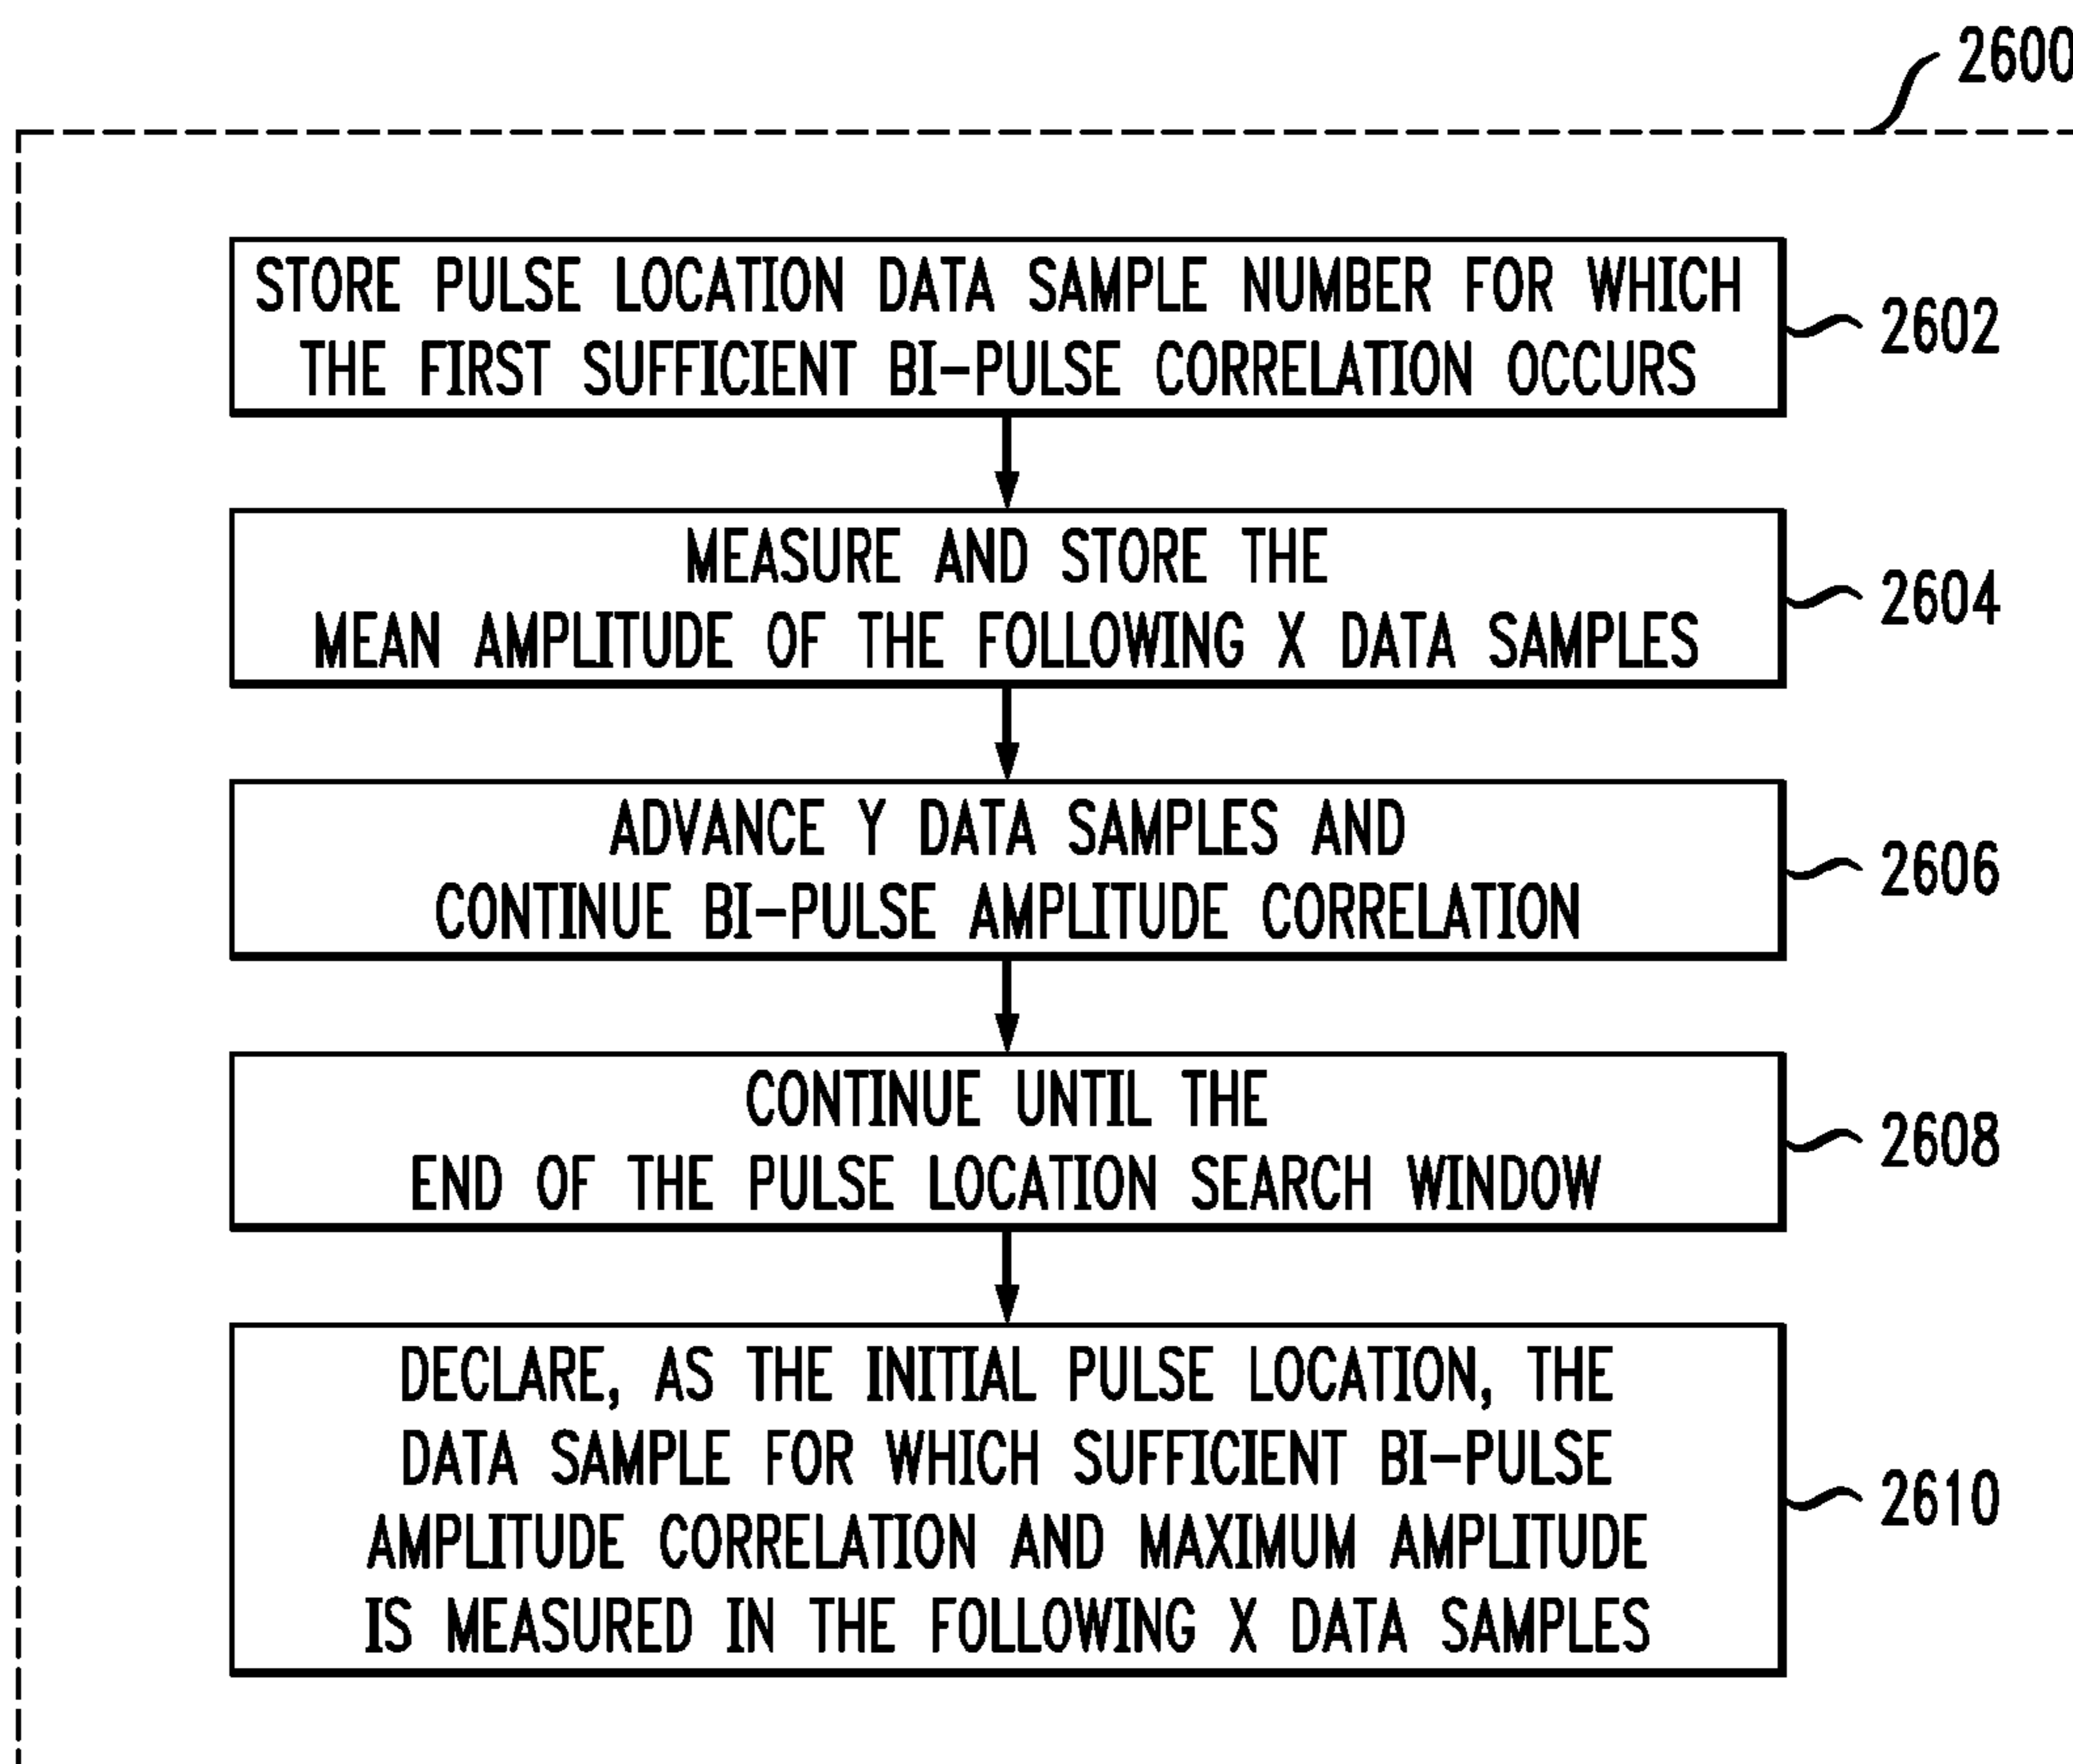 2600
STORE PULSE LOCATION DATA SAMPLE NUMBER FOR WHICH
THE FIRST SUFFICIENT BI-PULSE CORRELATION OCCURS
2602
MEASURE AND STORE THE
MEAN AMPLITUDE OF THE FOLLOWING X DATA SAMPLES
2604
ADVANCE Y DATA SAMPLES AND
CONTINUE BI-PULSE AMPLITUDE CORRELATION
2606
CONTINUE UNTIL THE
END OF THE PULSE LOCATION SEARCH WINDOW
2608
DECLARE, AS THE INITIAL PULSE LOCATION, THE
DATA SAMPLE FOR WHICH SUFFICIENT BI-PULSE
AMPLITUDE CORRELATION AND MAXIMUM AMPLITUDE
IS MEASURED IN THE FOLLOWING X DATA SAMPLES
2610